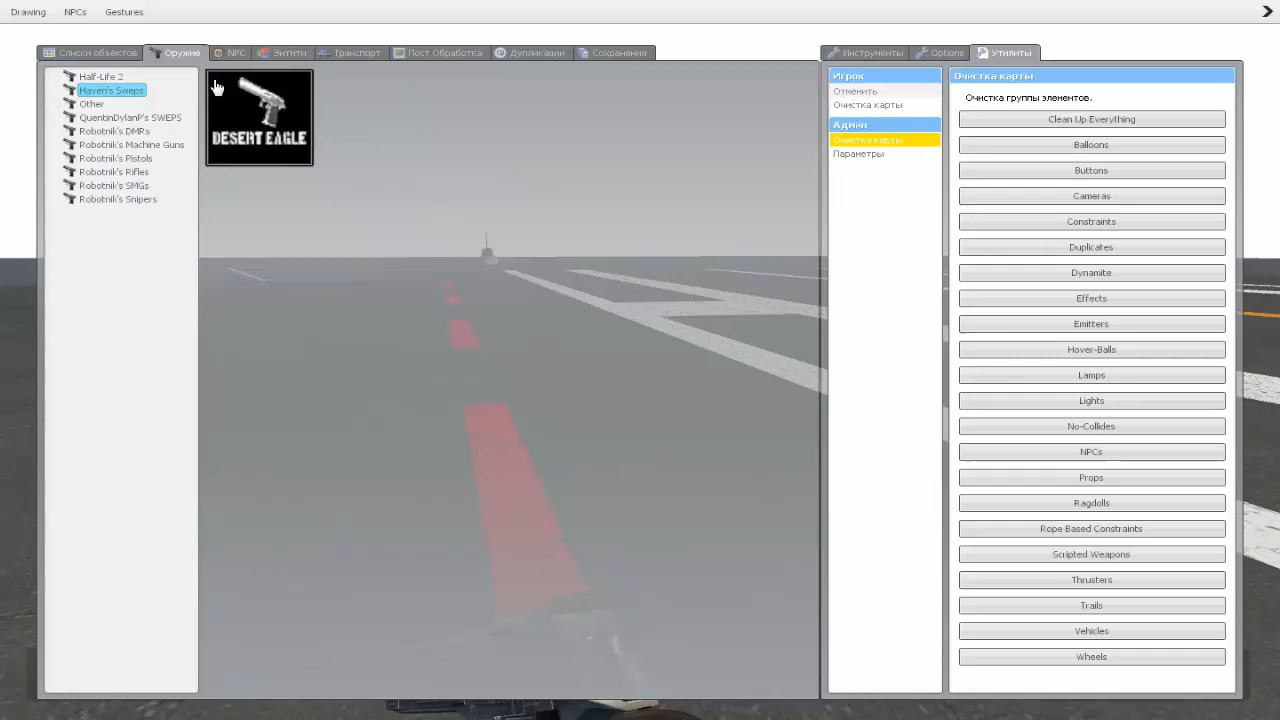 Drawing
NPCs
Gestures
Списки объектов
Оружие
NPC
Энтити
Транспорт
Пост Обработка
Дупликации
Сохранения
Half-Life 2
Haven's Sweps
Other
QuentinDylanP's SWEPS
Robotnik's DMRs
Robotnik's Machine Guns
Robotnik's Pistols
Robotnik's Rifles
Robotnik's SMGs
Robotnik's Snipers
DESERT EAGLE
Инструменты
Options
Утилиты
Игрок
Отменить
Очистка карты
Админ
Очистка карты
Параметры
Очистка карты
Очистка группы элементов.
Clean Up Everything
Balloons
Buttons
Cameras
Constraints
Duplicates
Dynamite
Effects
Emitters
Hover-Balls
Lamps
Lights
No-Collides
NPCs
Props
Ragdolls
Rope Based Constraints
Scripted Weapons
Thrusters
Trails
Vehicles
Wheels